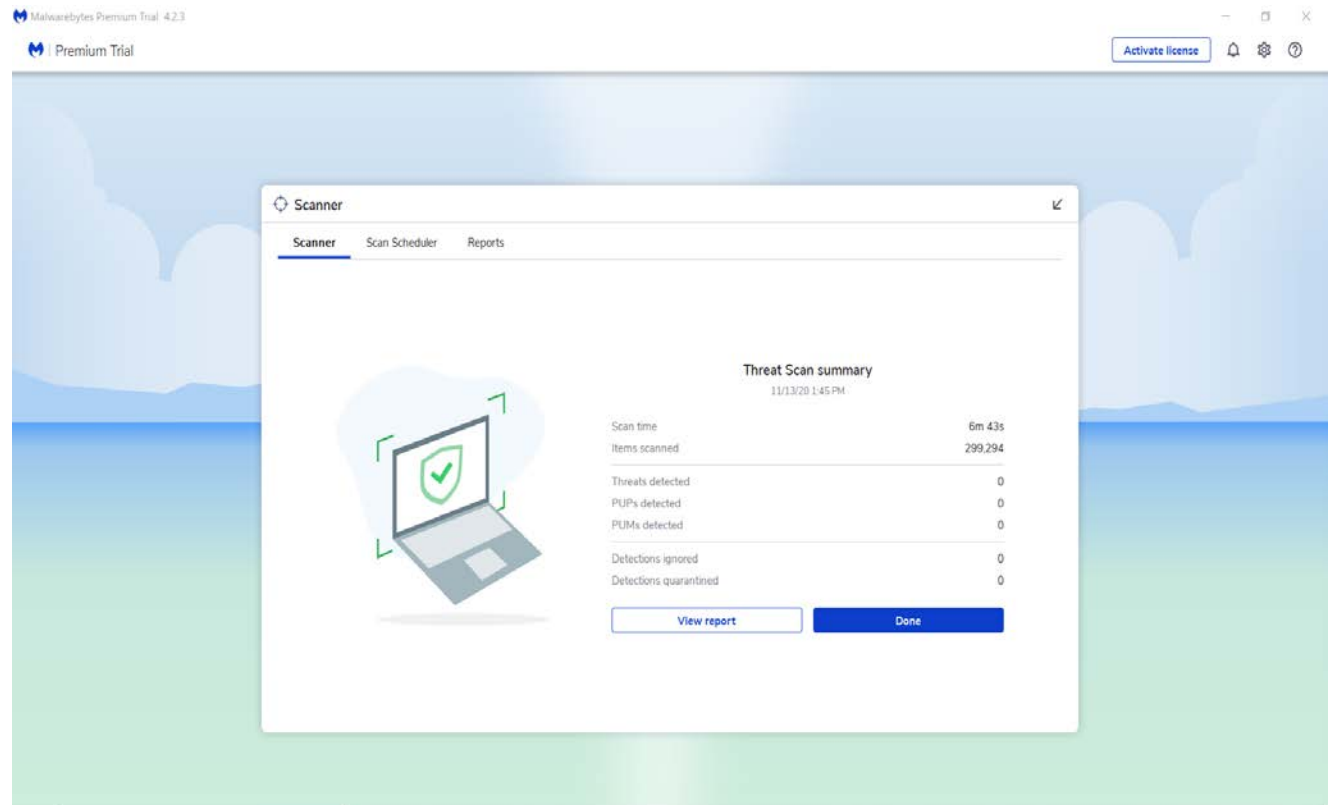 Malwarebytes Premium Trial 4.2.3
Premium Trial
Activate license
Scanner
Scanner Scan Scheduler Reports
Threat Scan summary
11/13/20 1:45 PM
Scan time 6m 43s
Items scanned 299,294
Threats detected 0
PUPs detected 0
PUMs detected 0
Detections ignored 0
Detections quarantined 0
View report Done